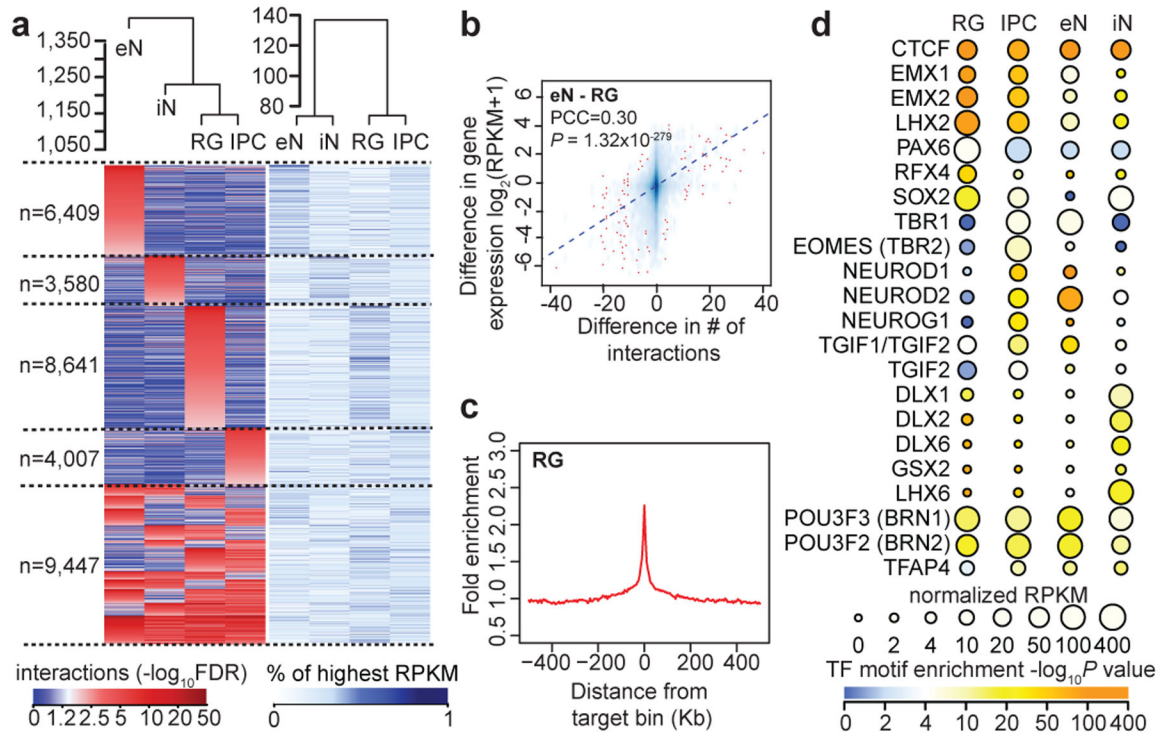 a
1,350
1,250
1,150
1,050
eN
iN
RG IPC
140
120
100
80
eN iN RG IPC
n=6,409
n=3,580
n=8,641
n=4,007
n=9,447
interactions (-log10FDR)
0 1.2 2.5 5 10 20 50
% of highest RPKM
0 1
b
Difference in gene
expression log2(RPKM+1)
6
4
2
0
-2
-4
-6
eN - RG
PCC=0.30
P = 1.32x10-279
-40 -20 0 20 40
Difference in # of
interactions
c
Fold enrichment
3.0
2.5
2.0
1.5
1.0
0.5
RG
−400 −200 0 200 400
Distance from
target bin (Kb)
d
RG IPC eN iN
CTCF
EMX1
EMX2
LHX2
PAX6
RFX4
SOX2
TBR1
EOMES (TBR2)
NEUROD1
NEUROD2
NEUROG1
TGIF1/TGIF2
TGIF2
DLX1
DLX2
DLX6
GSX2
LHX6
POU3F3 (BRN1)
POU3F2 (BRN2)
TFAP4
normalized RPKM
0 2 4 10 20 50 100 400
TF motif enrichment -log10P value
0 2 4 10 20 50 100 400